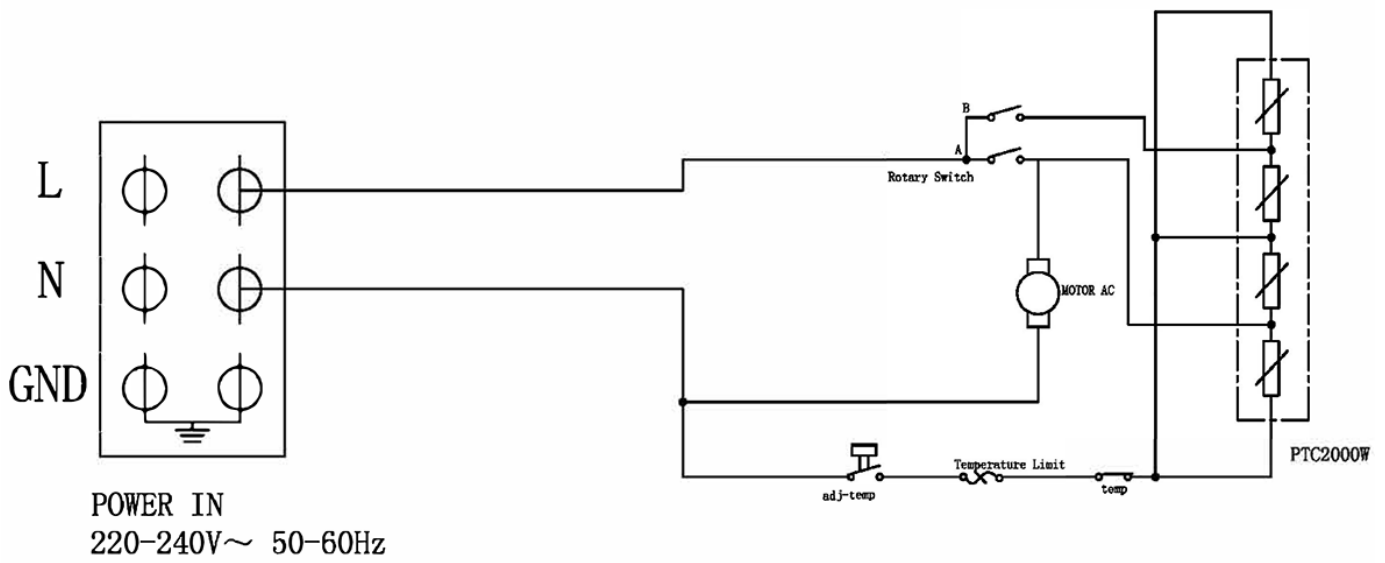 L
N
GND
POWER IN
220-240V～ 50-60Hz
B
A
Rotary Switch
MOTOR AC
adj-temp
Temperature Limit
temp
PTC2000W